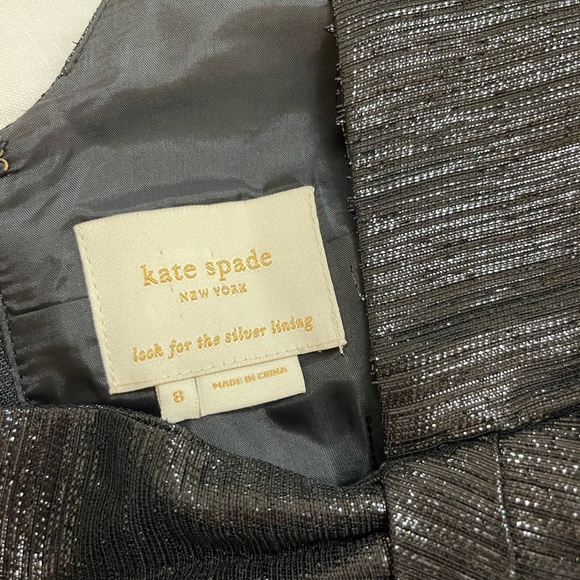 kate spade
NEW YORK
look for the silver lining
8
MADE IN CHINA